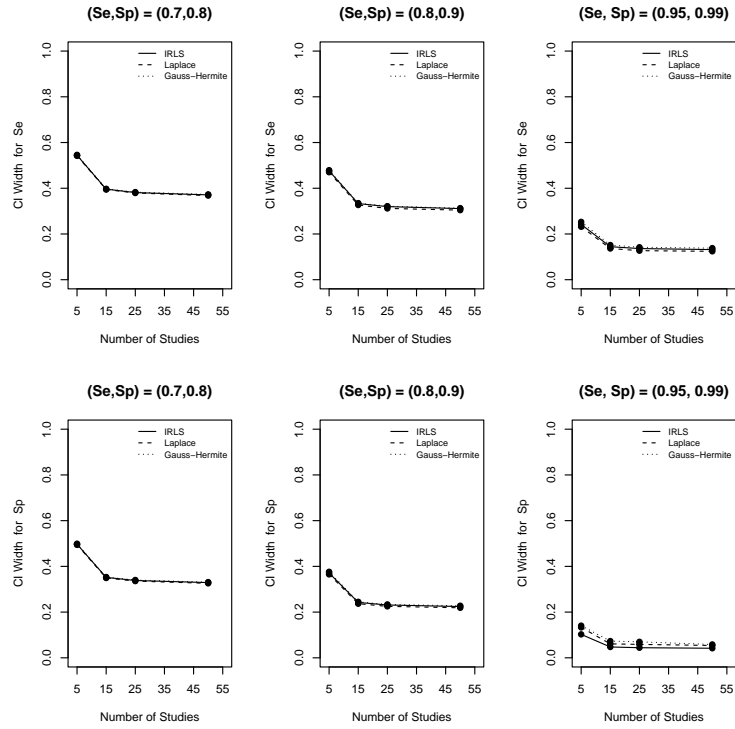 (Se,Sp) = (0.7,0.8)
IRLS
Laplace
Gauss−Hermite
CI Width for Se
0.0 0.2 0.4 0.6 0.8 1.0
5 15 25 35 45 55
Number of Studies
(Se,Sp) = (0.8,0.9)
IRLS
Laplace
Gauss−Hermite
CI Width for Se
0.0 0.2 0.4 0.6 0.8 1.0
5 15 25 35 45 55
Number of Studies
(Se, Sp) = (0.95, 0.99)
IRLS
Laplace
Gauss−Hermite
CI Width for Se
0.0 0.2 0.4 0.6 0.8 1.0
5 15 25 35 45 55
Number of Studies
(Se,Sp) = (0.7,0.8)
IRLS
Laplace
Gauss−Hermite
CI Width for Sp
0.0 0.2 0.4 0.6 0.8 1.0
5 15 25 35 45 55
Number of Studies
(Se,Sp) = (0.8,0.9)
IRLS
Laplace
Gauss−Hermite
CI Width for Sp
0.0 0.2 0.4 0.6 0.8 1.0
5 15 25 35 45 55
Number of Studies
(Se, Sp) = (0.95, 0.99)
IRLS
Laplace
Gauss−Hermite
CI Width for Sp
0.0 0.2 0.4 0.6 0.8 1.0
5 15 25 35 45 55
Number of Studies